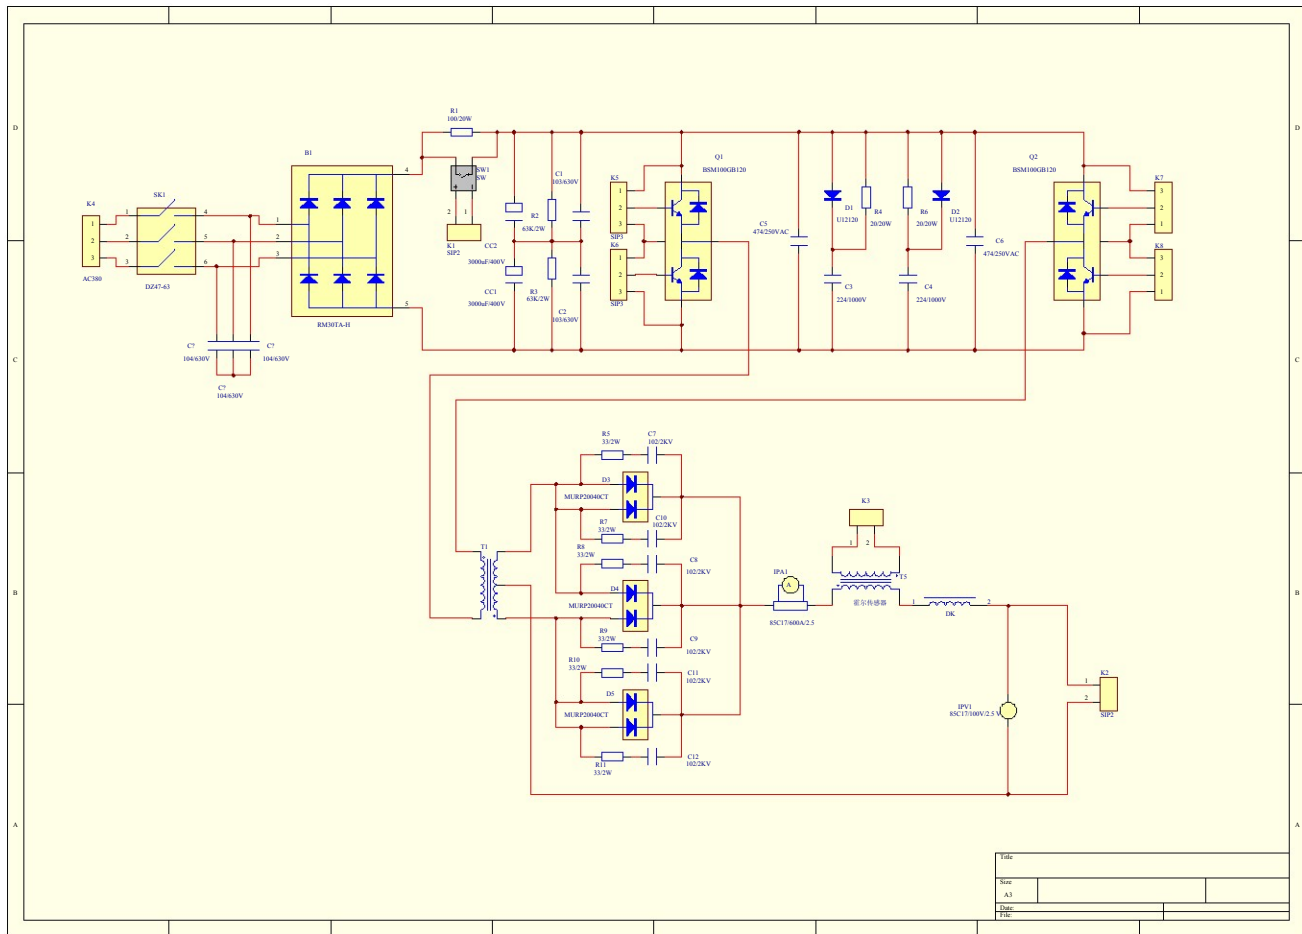 R1
100/20W
B1
Q1
BSM100GB120
Q2
BSM100GB120
D
D
K4
1
2
3
AC380
SK1
1
2
3
4
5
6
DZ47-63
1
2
3
4
5
RM30TA-H
SW1
SW
2
1
K1
SIP2
CC2
3000uF/400V
CC1
3000uF/400V
R2
63K/2W
R3
63K/2W
C1
103/630V
C2
103/630V
K5
1
2
3
SIP3
K6
1
2
3
SIP3
C5
474/250VAC
D1
U12120
R4
20/20W
R6
20/20W
D2
U12120
C3
224/1000V
C4
224/1000V
C6
474/250VAC
K7
3
2
1
K8
3
2
1
C?
104/630V
C?
104/630V
C?
104/630V
C
C
R5
33/2W
C7
102/2KV
D3
MURP20040CT
R7
33/2W
C10
102/2KV
R8
33/2W
C8
102/2KV
T1
D4
MURP20040CT
R9
33/2W
C9
102/2KV
R10
33/2W
C11
102/2KV
D5
MURP20040CT
R11
33/2W
C12
102/2KV
IPA1
A
85C17/600A/2.5
K3
1
2
T5
霍尔传感器
1
2
DK
B
B
IPV1
85C17/100V/2.5
V
K2
1
2
SIP2
A
A
Title
Size
A3
Date:
File: